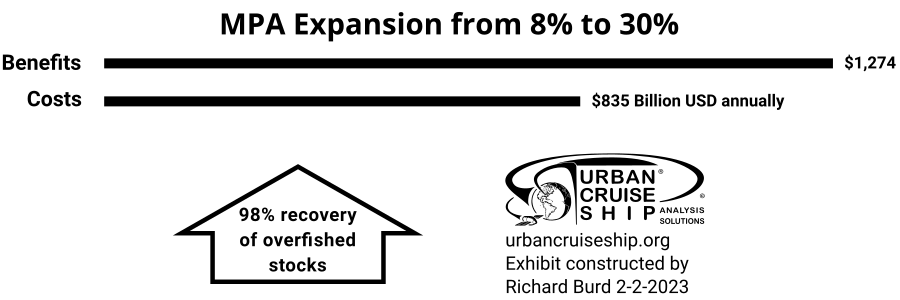 MPA Expansion from 8% to 30%
Benefits $1,274
Costs $835 Billion USD annually
98% recovery
of overfished
stocks
URBAN®
CRUISE
SHIP ANALYSIS
SOLUTIONS
©
urbancruiseship.org
Exhibit constructed by
Richard Burd 2-2-2023